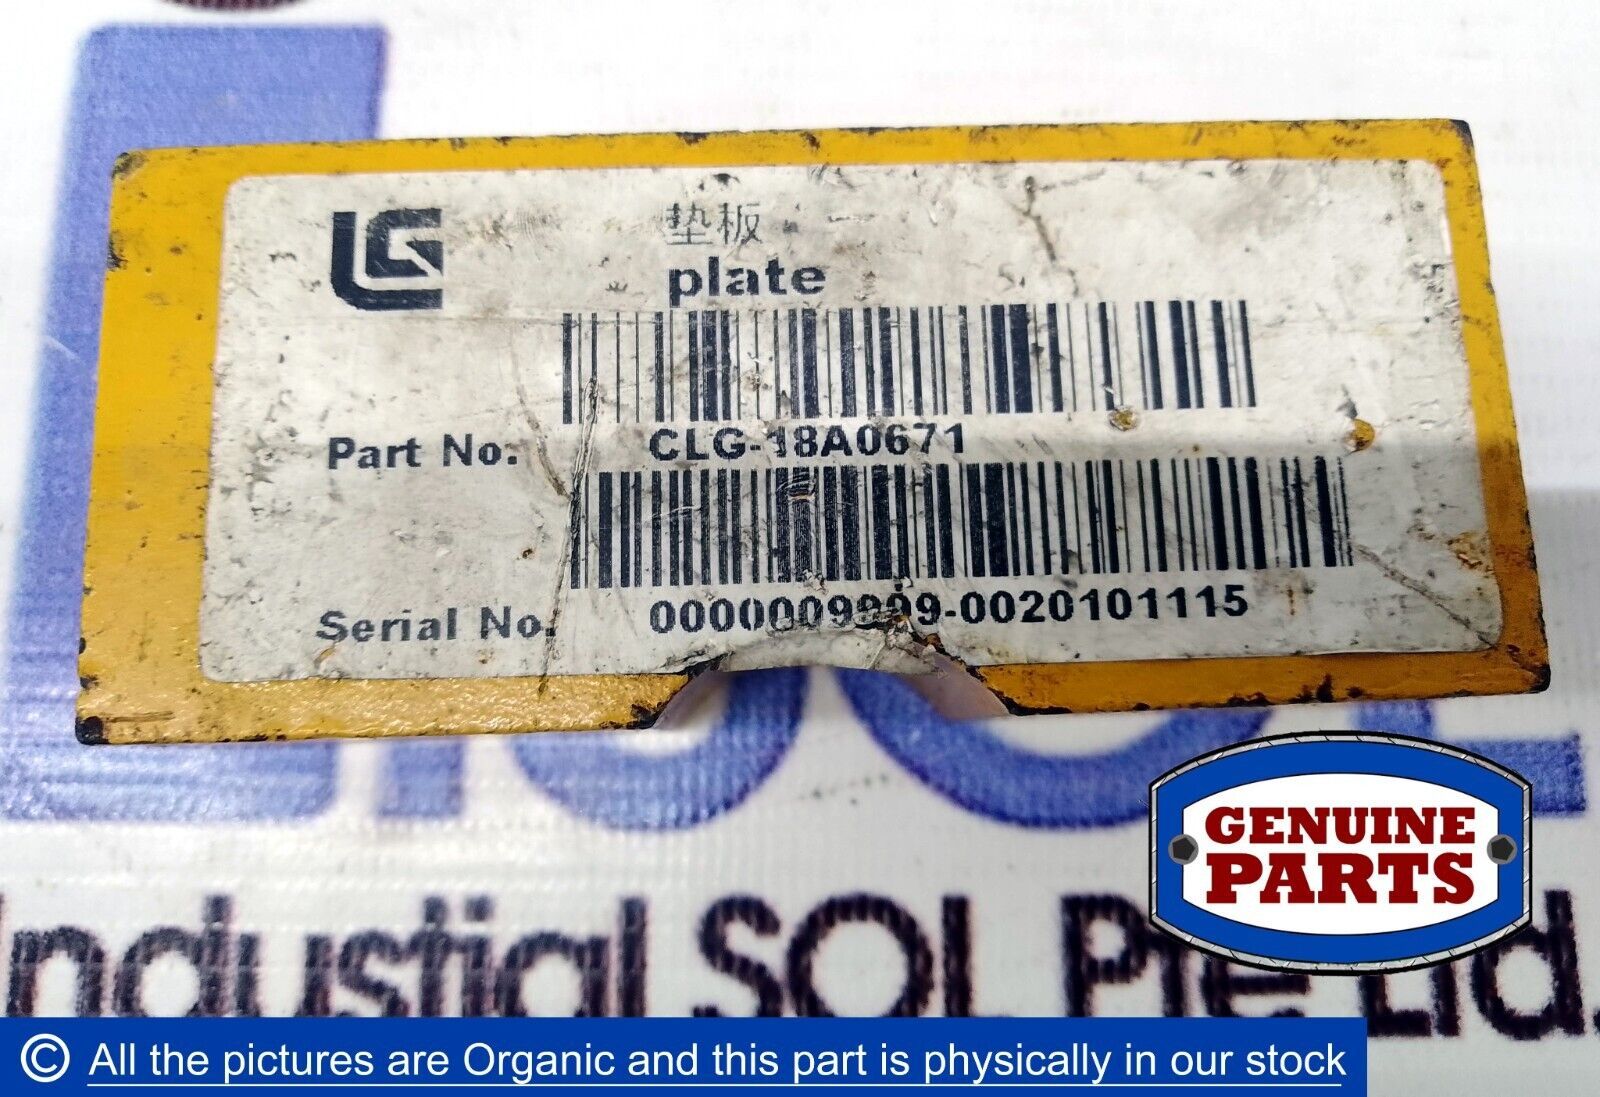 垫板
plate
Part No. CLG-18A0671
Serial No. 0000009999-0020101115
GENUINE
PARTS
Industial SOL Pte Ltd.
© All the pictures are Organic and this part is physically in our stock